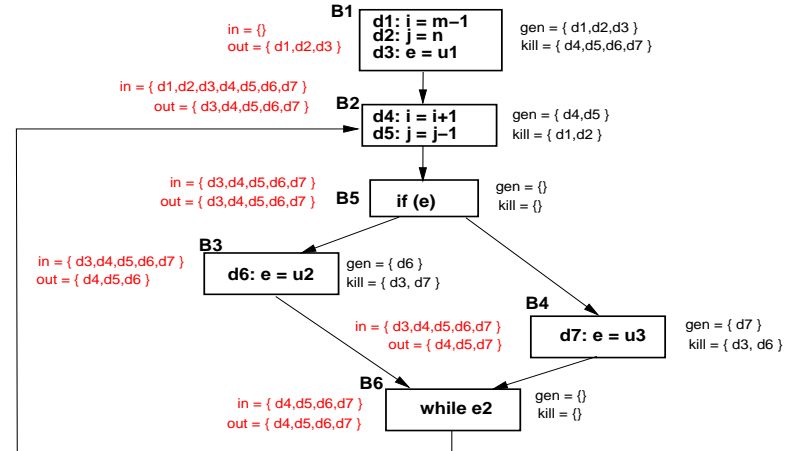 B1
d1: i = m−1
d2: j = n
d3: e = u1
in = {}
out = { d1,d2,d3 }
gen = { d1,d2,d3 }
kill = { d4,d5,d6,d7 }
in = { d1,d2,d3,d4,d5,d6,d7 }
out = { d3,d4,d5,d6,d7 }
B2
d4: i = i+1
d5: j = j−1
gen = { d4,d5 }
kill = { d1,d2 }
in = { d3,d4,d5,d6,d7 }
out = { d3,d4,d5,d6,d7 }
B5
if (e)
gen = {}
kill = {}
B3
in = { d3,d4,d5,d6,d7 }
out = { d4,d5,d6 }
d6: e = u2
gen = { d6 }
kill = { d3, d7 }
B4
in = { d3,d4,d5,d6,d7 }
out = { d4,d5,d7 }
d7: e = u3
gen = { d7 }
kill = { d3, d6 }
B6
in = { d4,d5,d6,d7 }
out = { d4,d5,d6,d7 }
while e2
gen = {}
kill = {}